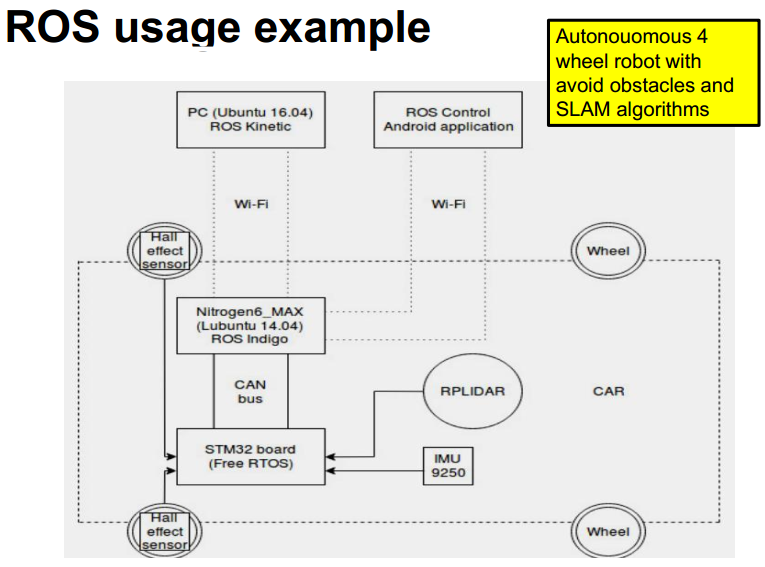 ROS usage example
Autonouomous 4
wheel robot with
avoid obstacles and
SLAM algorithms
PC (Ubuntu 16.04)
ROS Kinetic
ROS Control
Android application
Wi-Fi
Wi-Fi
Hall
effect
sensor
Wheel
Nitrogen6_MAX
(Lubuntu 14.04)
ROS Indigo
CAN
bus
RPLIDAR
CAR
STM32 board
(Free RTOS)
IMU
9250
Hall
effect
sensor
Wheel